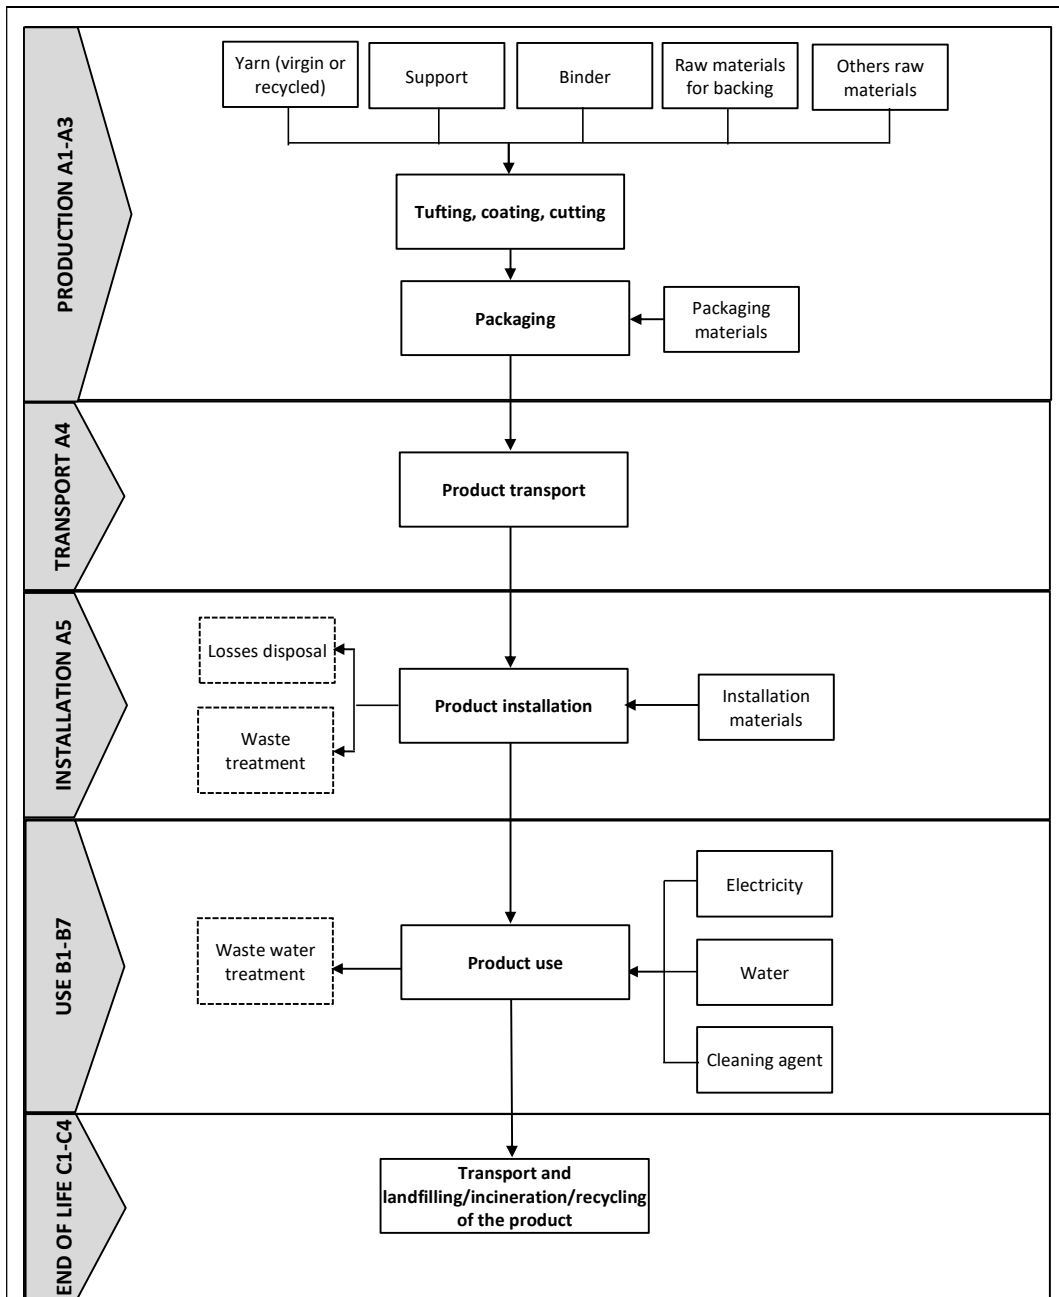 PRODUCTION A1-A3
Yarn (virgin or
recycled)
Support
Binder
Raw materials
for backing
Others raw
materials
Tufting, coating, cutting
Packaging
Packaging
materials
TRANSPORT A4
Product transport
INSTALLATION A5
Losses disposal
Waste
treatment
Product installation
Installation
materials
USE B1-B7
Waste water
treatment
Product use
Electricity
Water
Cleaning agent
END OF LIFE C1-C4
Transport and
landfilling/incineration/recycling
of the product